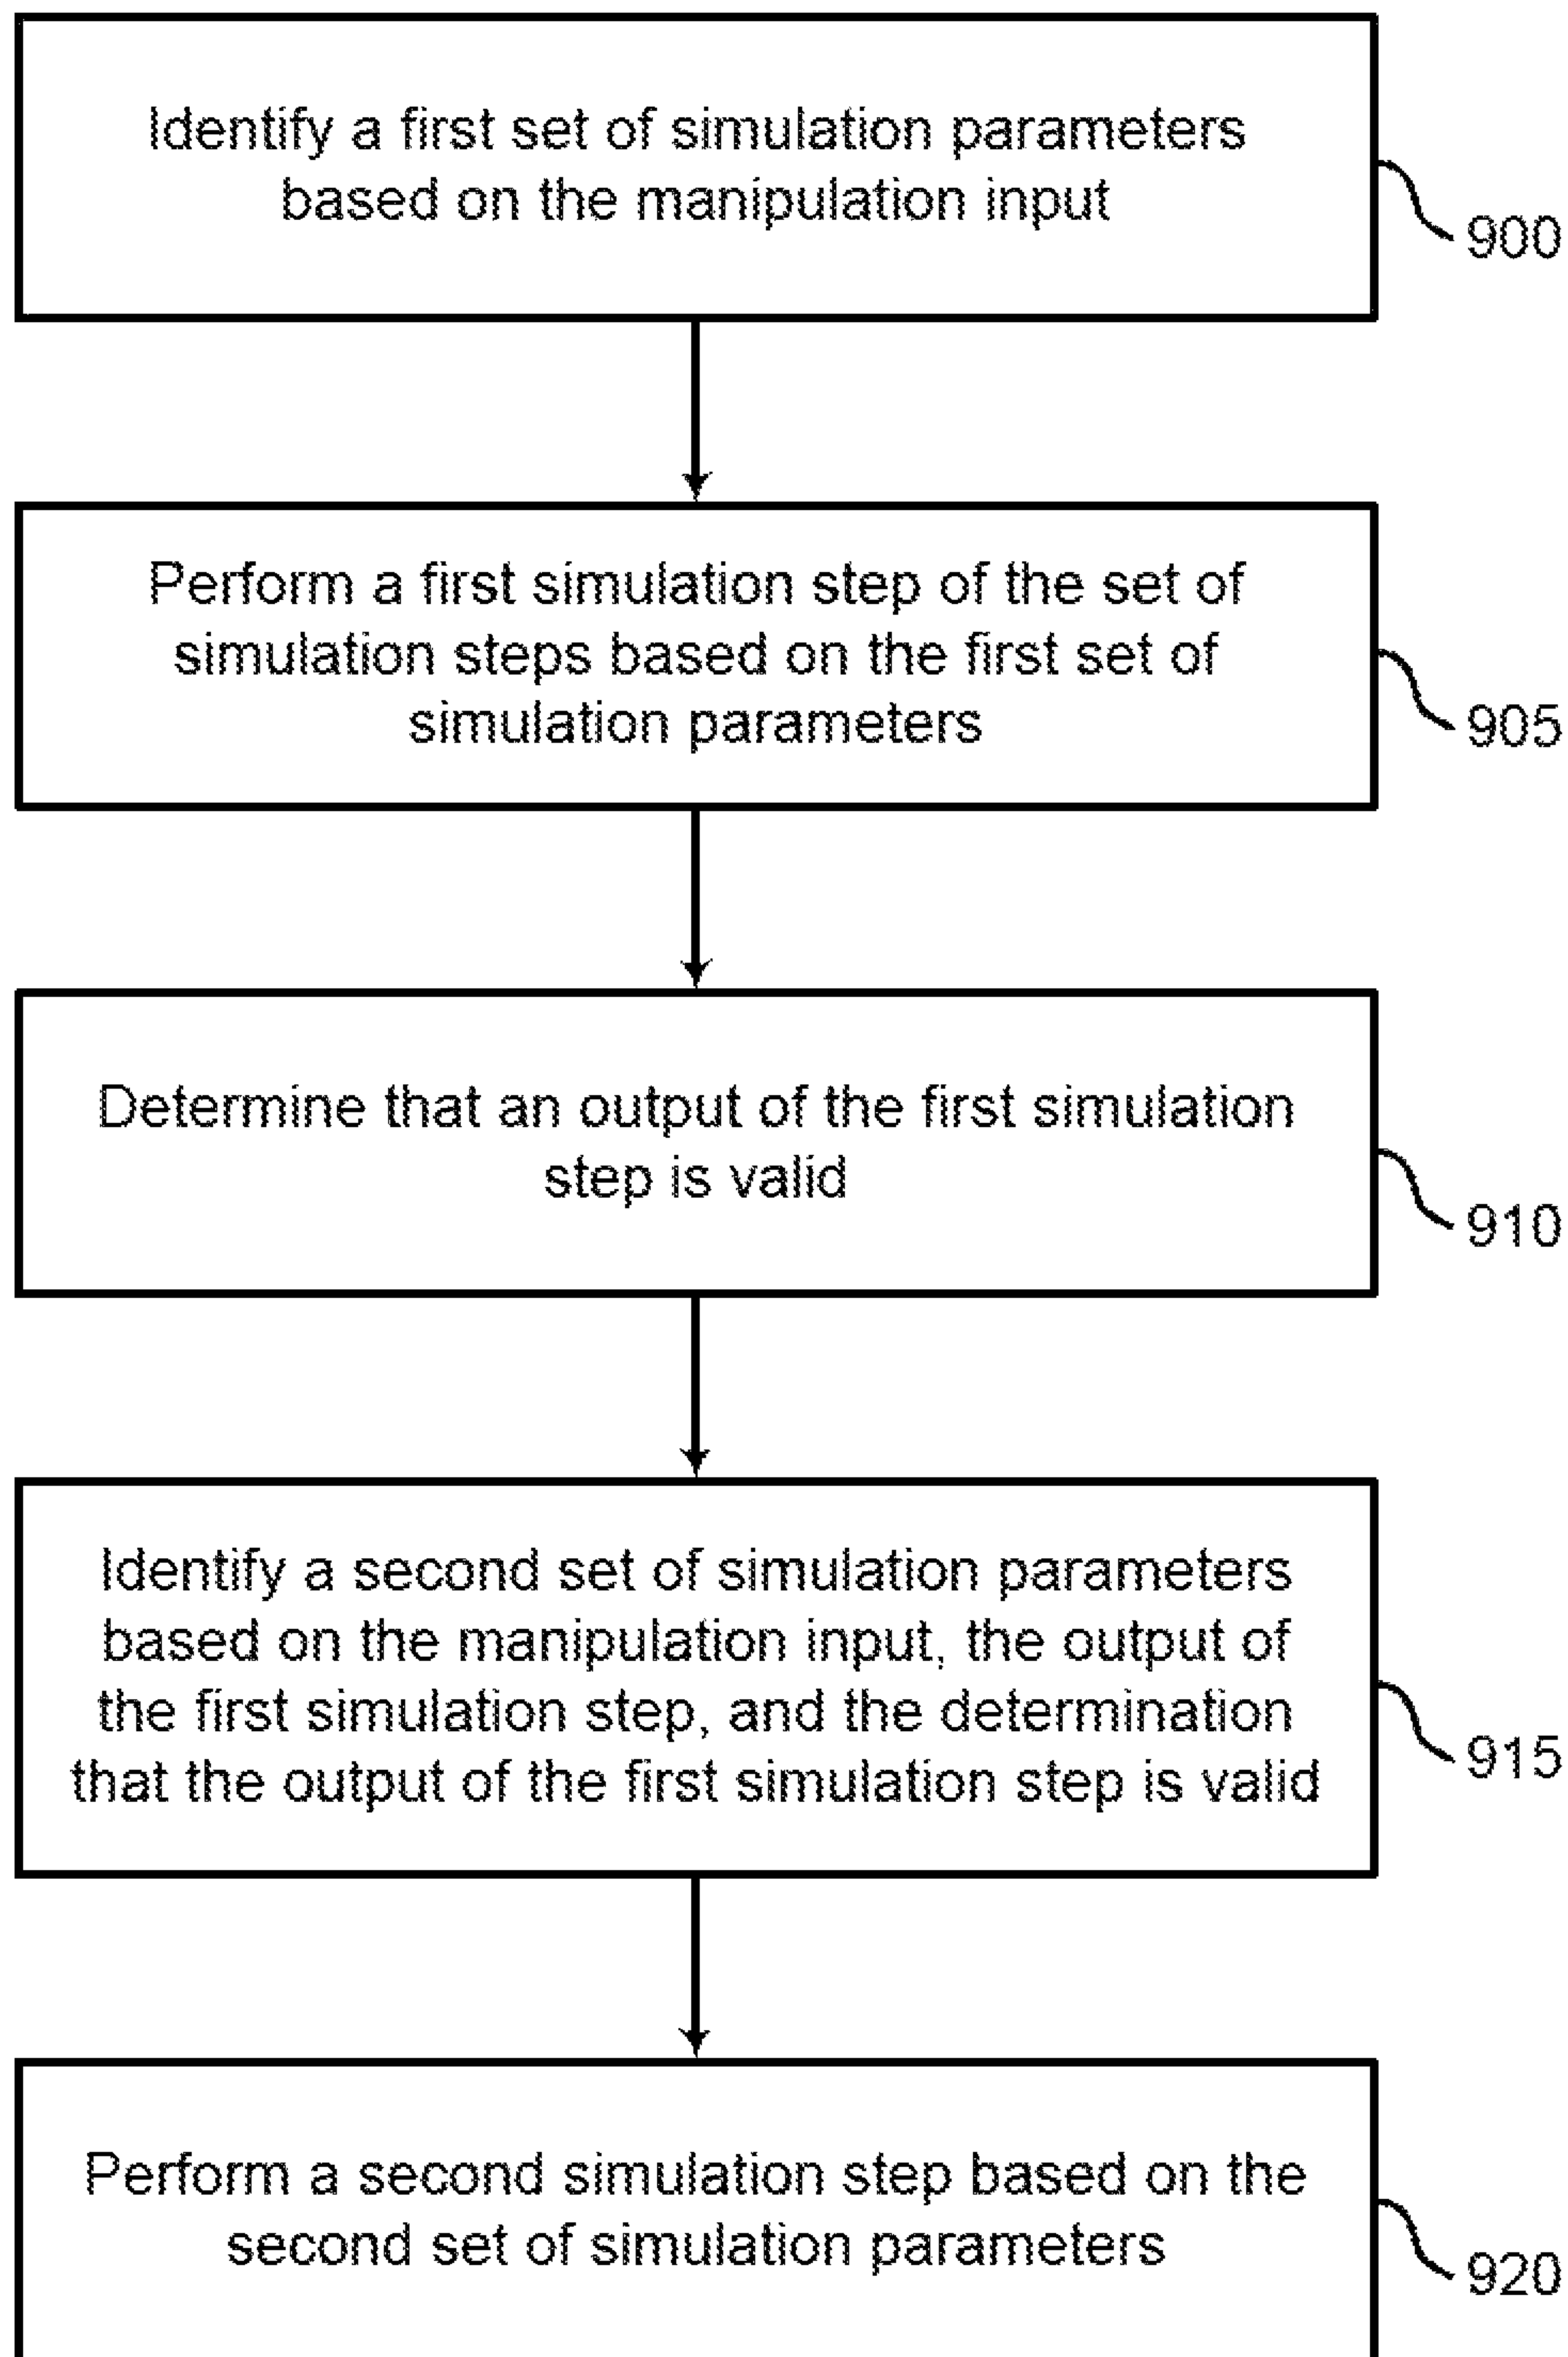 Identify a first set of simulation parameters
based on the manipulation input
900
Perform a first simulation step of the set of
simulation steps based on the first set of
simulation parameters
905
Determine that an output of the first simulation
step is valid
910
Identify a second set of simulation parameters
based on the manipulation input, the output of
the first simulation step, and the determination
that the output of the first simulation step is valid
915
Perform a second simulation step based on the
second set of simulation parameters
920